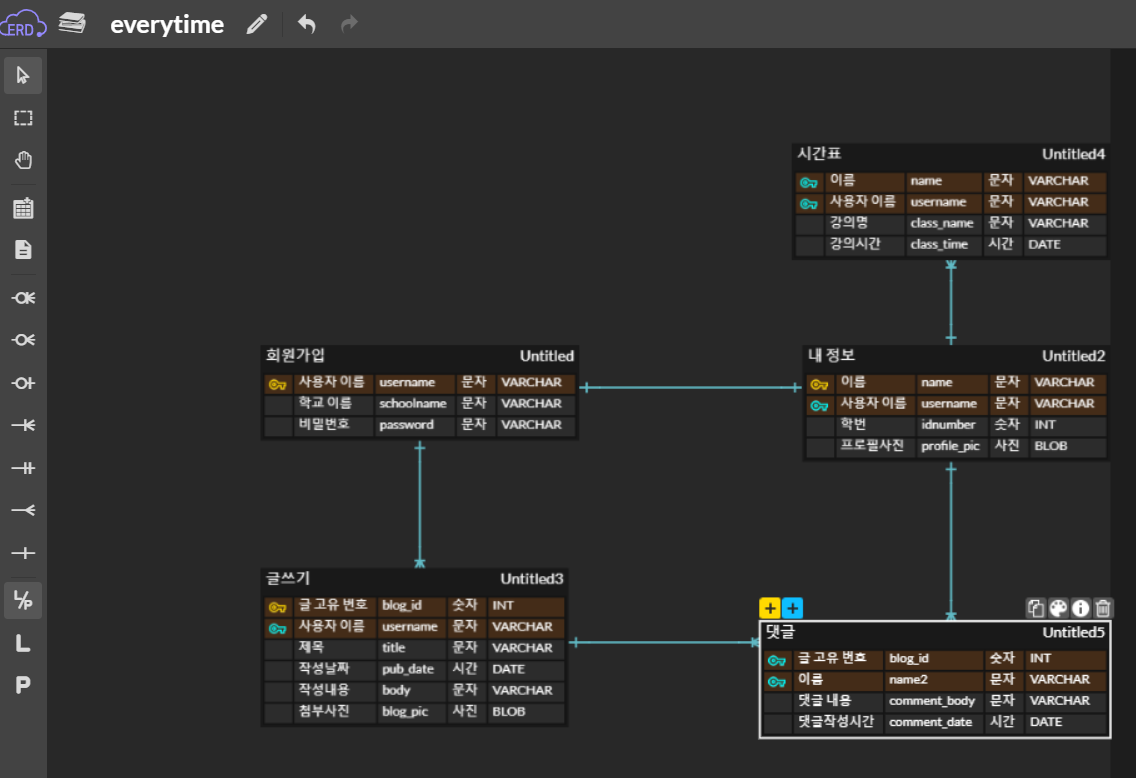 ERD
everytime
시간표 Untitled4
이름 name 문자 VARCHAR
사용자 이름 username 문자 VARCHAR
강의명 class_name 문자 VARCHAR
강의시간 class_time 시간 DATE
회원가입 Untitled
사용자 이름 username 문자 VARCHAR
학교 이름 schoolname 문자 VARCHAR
비밀번호 password 문자 VARCHAR
내 정보 Untitled2
이름 name 문자 VARCHAR
사용자 이름 username 문자 VARCHAR
학번 idnumber 숫자 INT
프로필사진 profile_pic 사진 BLOB
글쓰기 Untitled3
글 고유 번호 blog_id 숫자 INT
사용자 이름 username 문자 VARCHAR
제목 title 문자 VARCHAR
작성날짜 pub_date 시간 DATE
작성내용 body 문자 VARCHAR
첨부사진 blog_pic 사진 BLOB
댓글 Untitled5
글 고유 번호 blog_id 숫자 INT
이름 name2 문자 VARCHAR
댓글 내용 comment_body 문자 VARCHAR
댓글작성시간 comment_date 시간 DATE
L/P
L
P